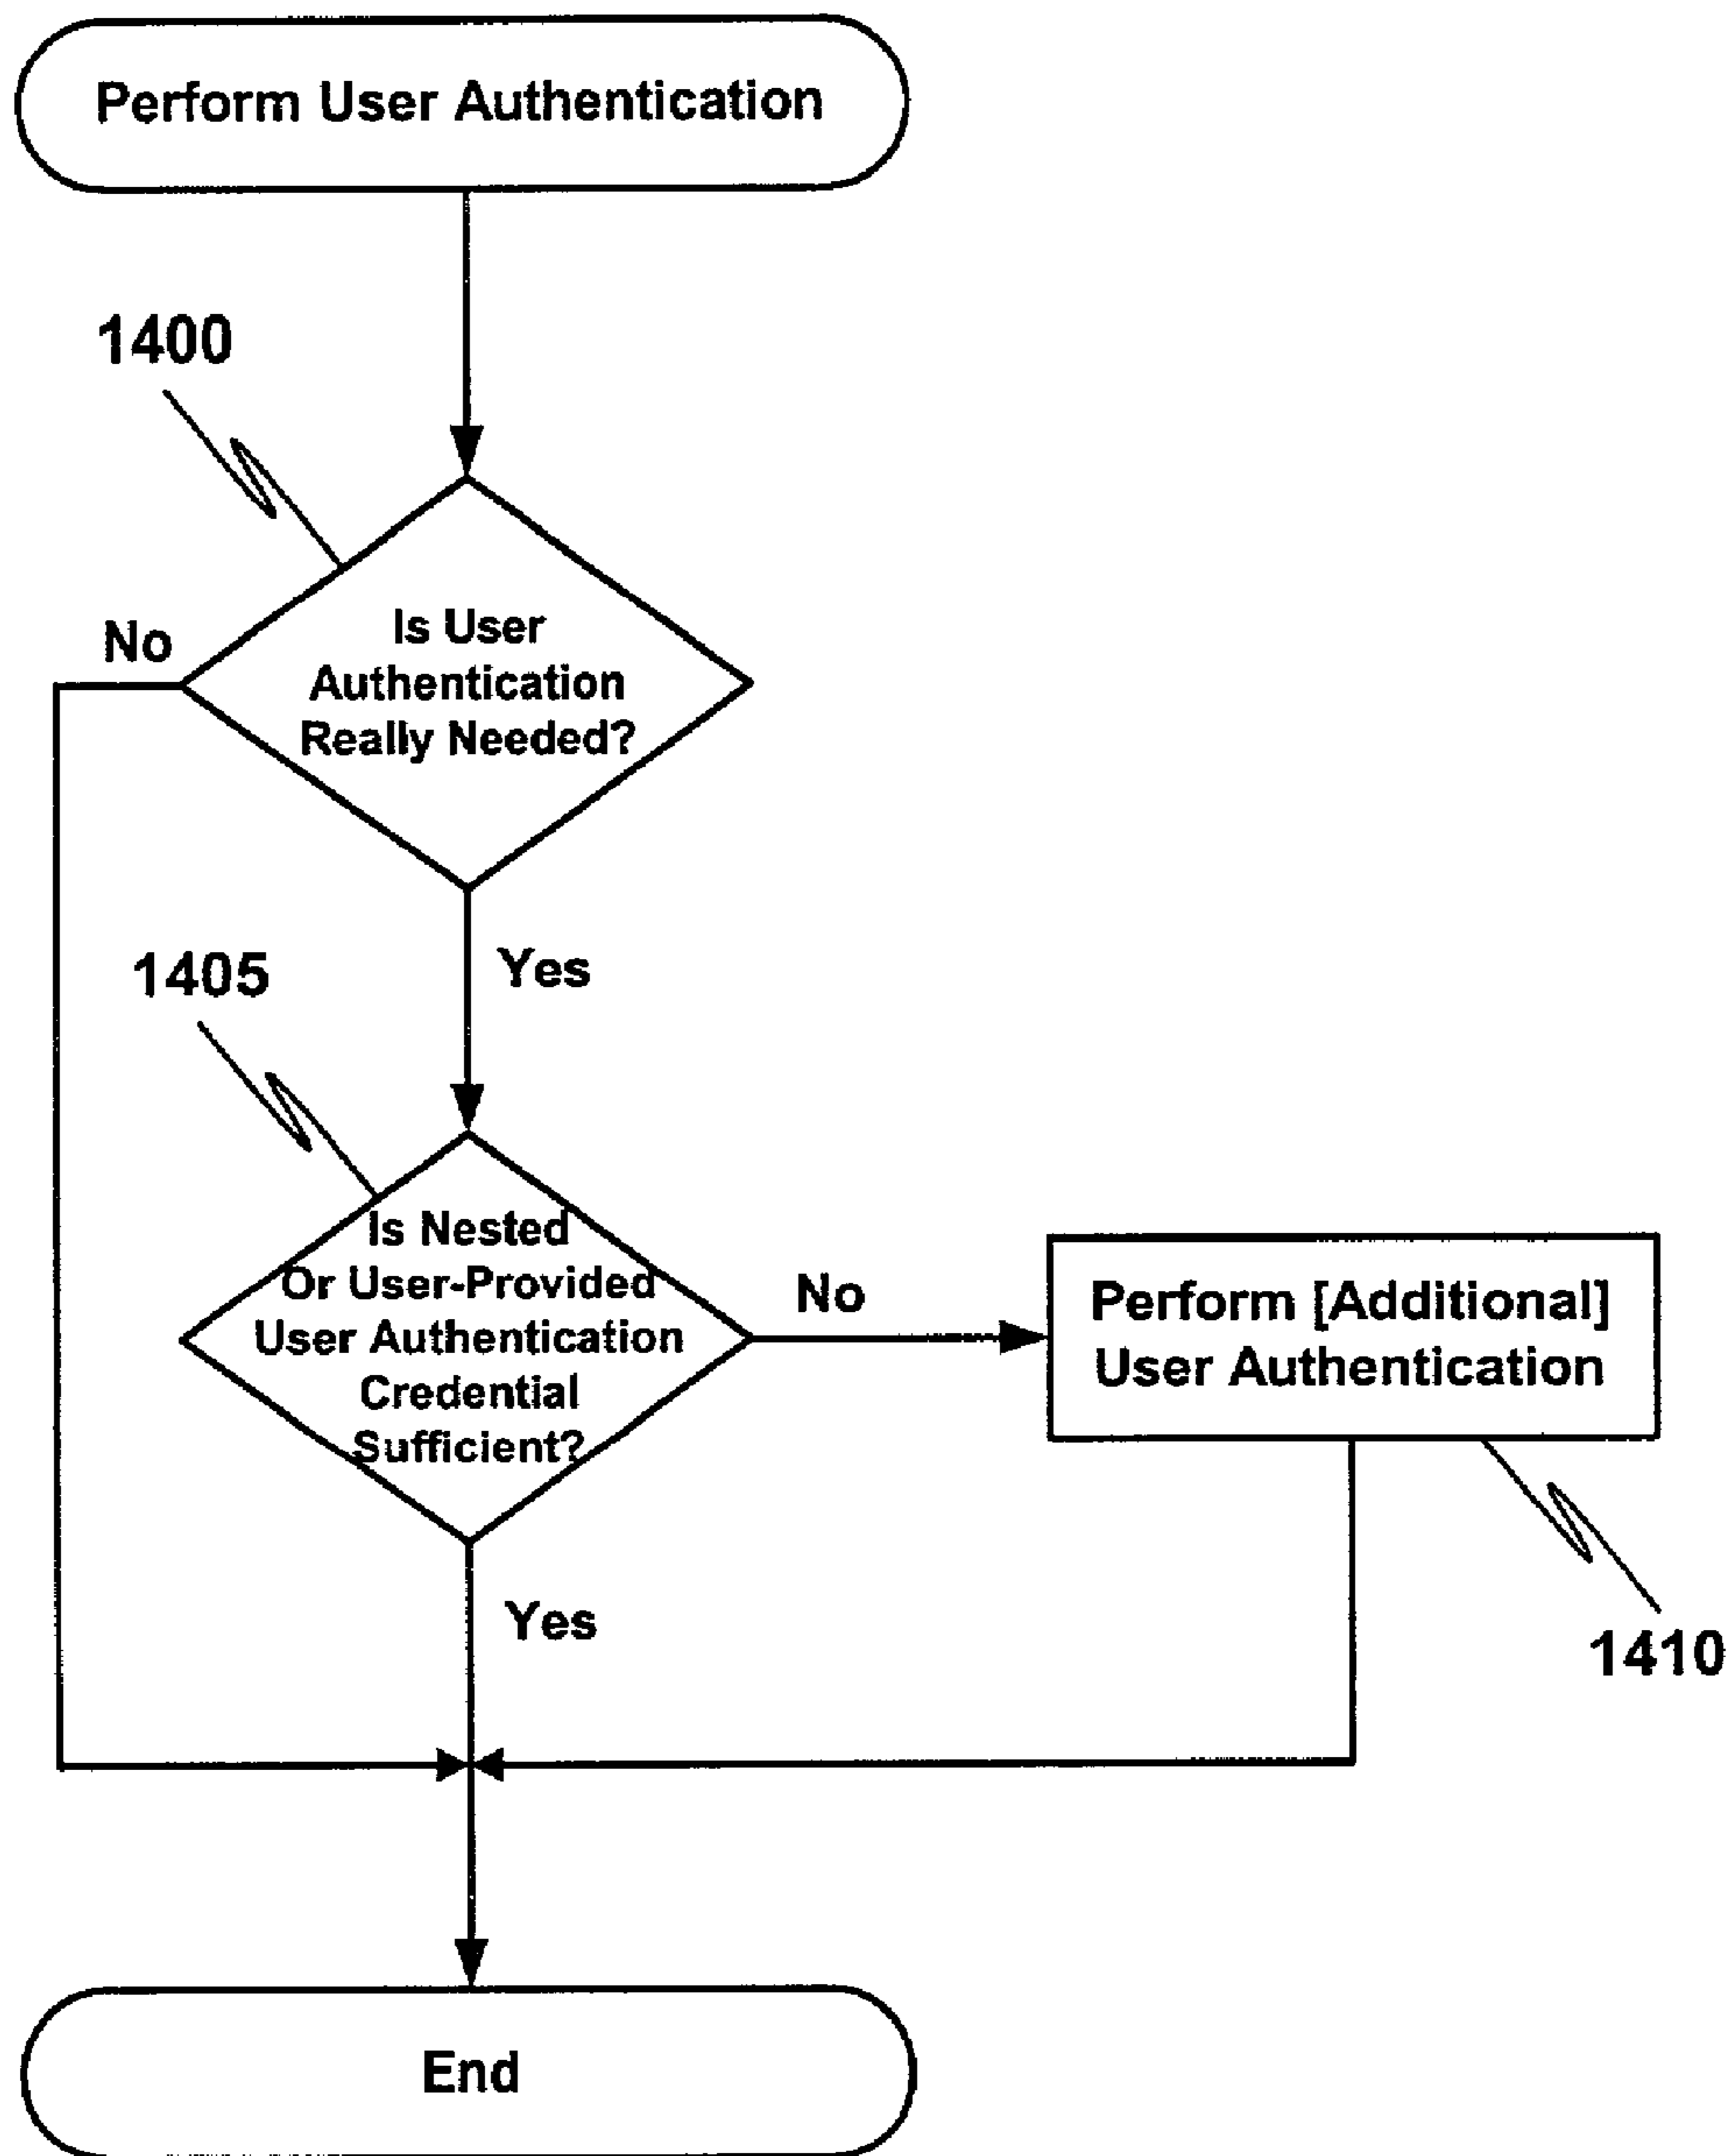 Perform User Authentication
1400
No
Is User
Authentication
Really Needed?
Yes
1405
Is Nested
Or User-Provided
User Authentication
Credential
Sufficient?
No
Perform [Additional]
User Authentication
Yes
1410
End